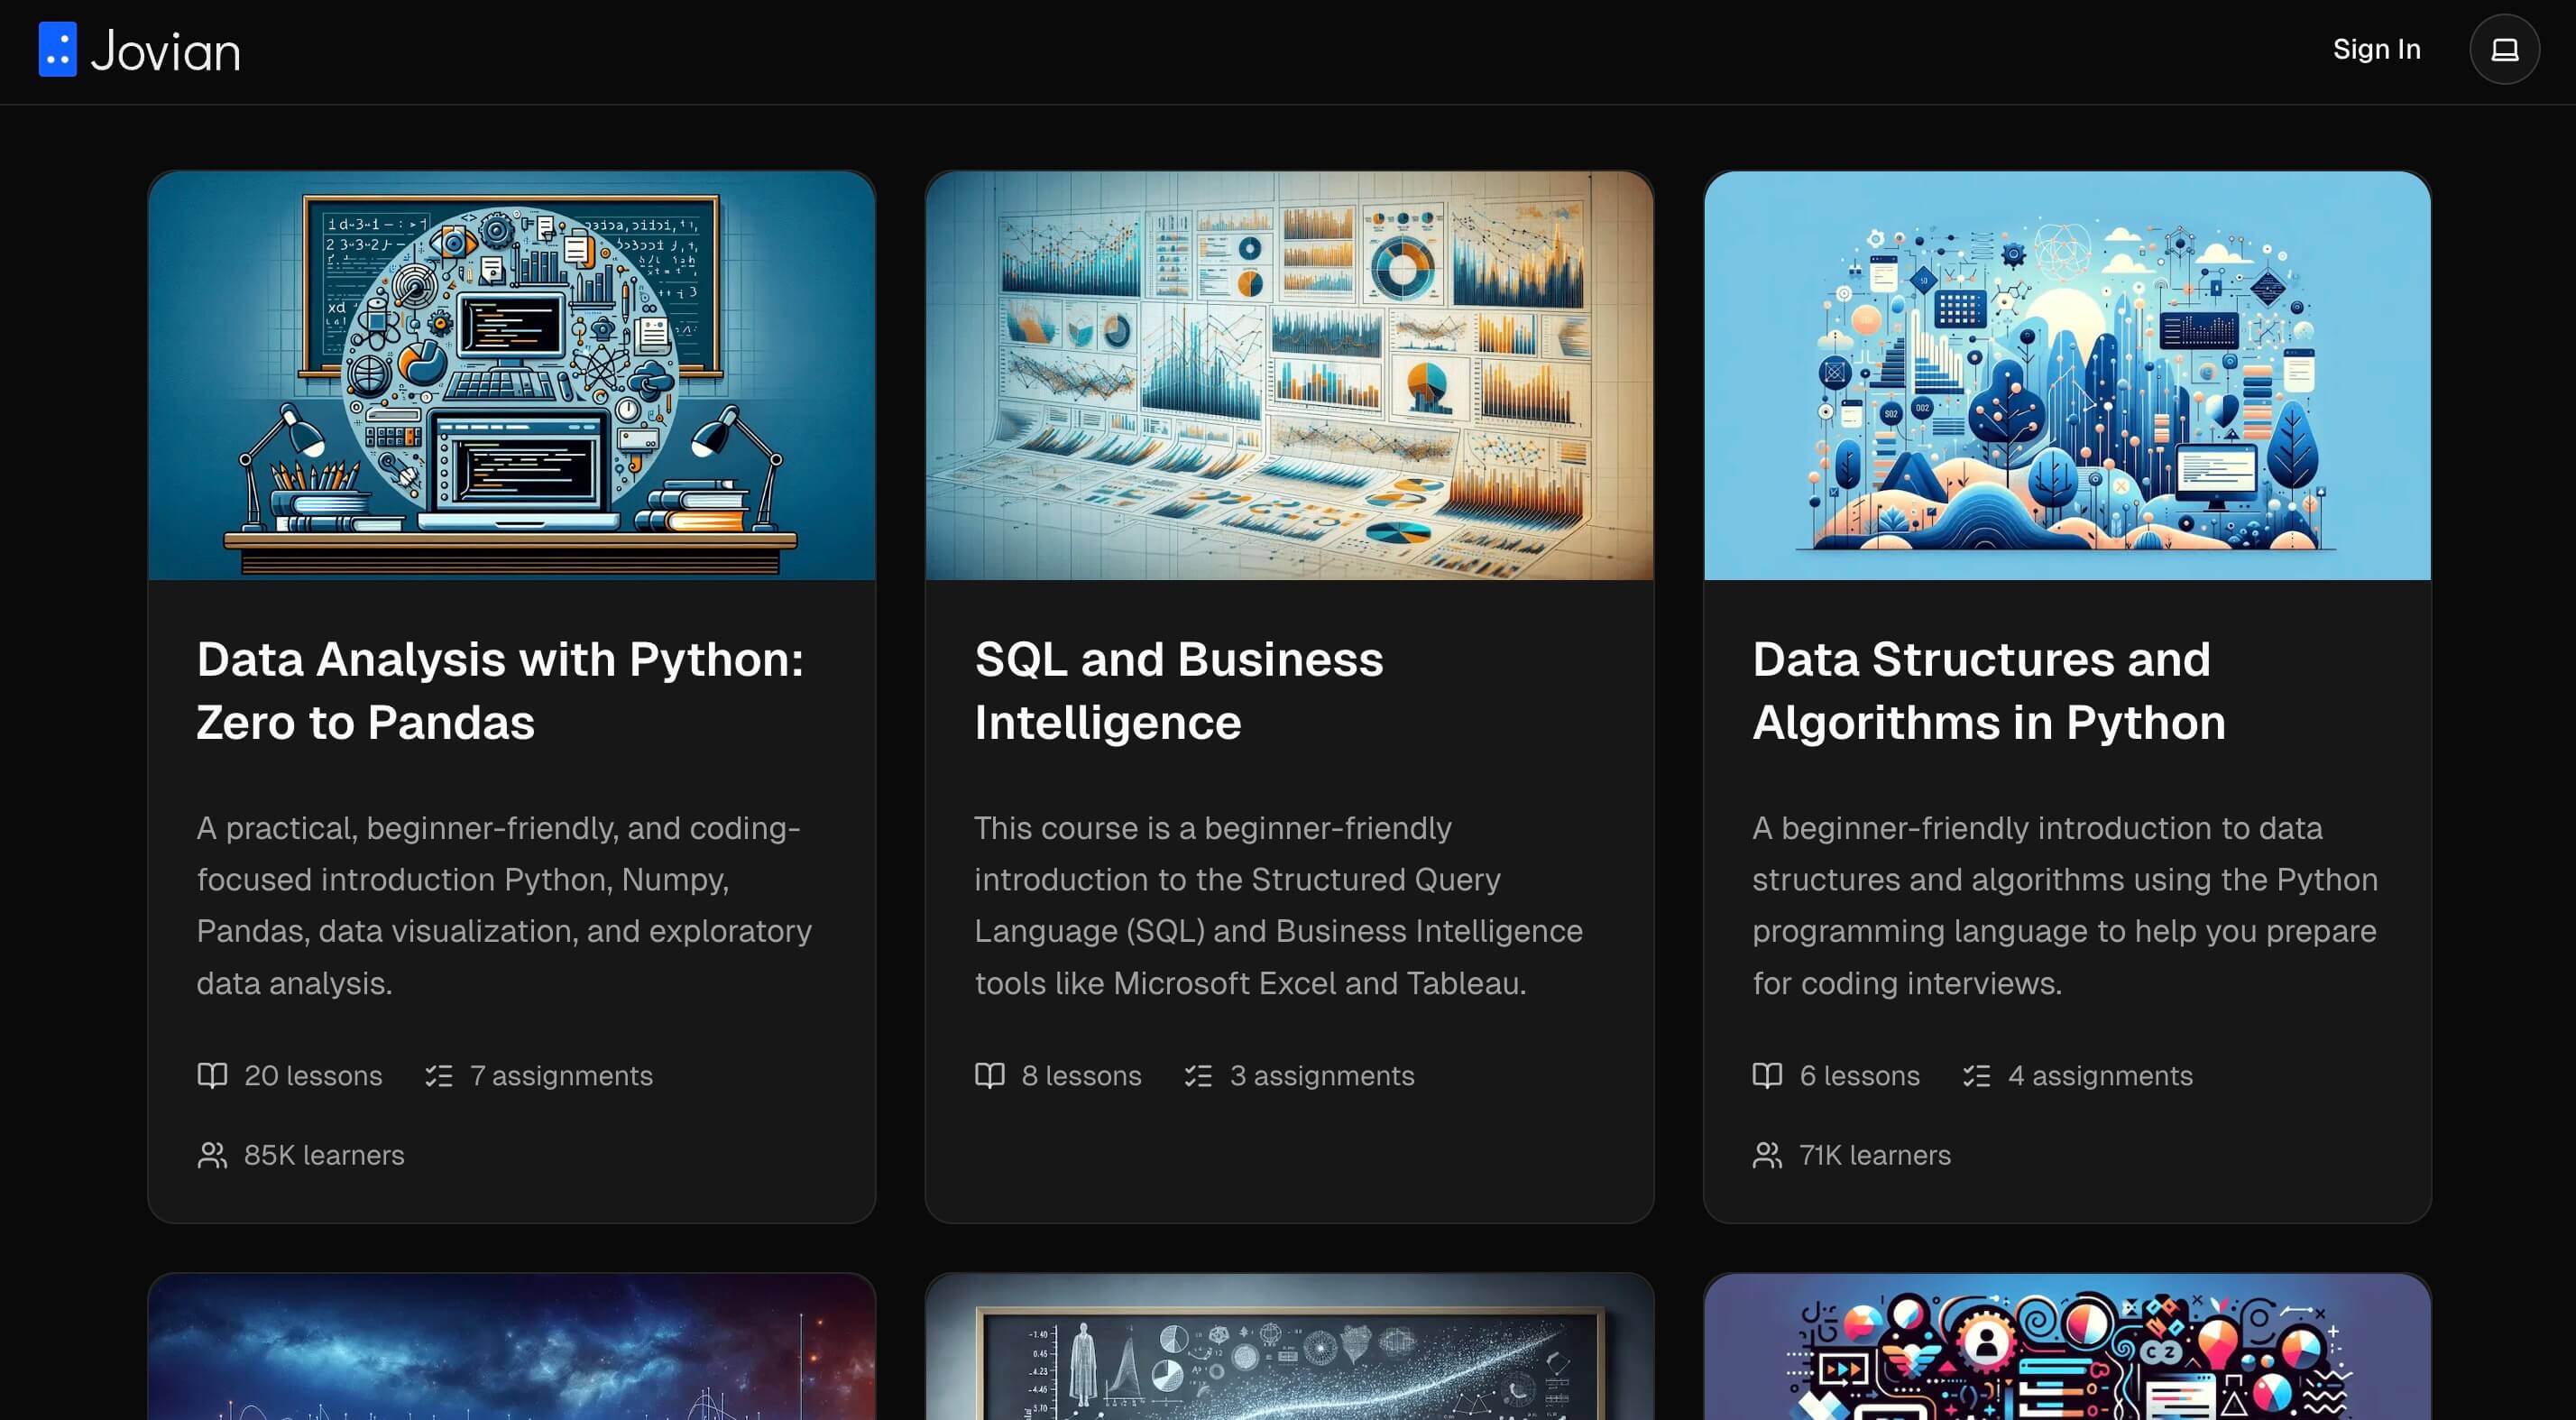 Jovian
Sign In
Data Analysis with Python:
Zero to Pandas
A practical, beginner-friendly, and coding-
focused introduction Python, Numpy,
Pandas, data visualization, and exploratory
data analysis.
20 lessons 7 assignments
85K learners
SQL and Business
Intelligence
This course is a beginner-friendly
introduction to the Structured Query
Language (SQL) and Business Intelligence
tools like Microsoft Excel and Tableau.
8 lessons 3 assignments
Data Structures and
Algorithms in Python
A beginner-friendly introduction to data
structures and algorithms using the Python
programming language to help you prepare
for coding interviews.
6 lessons 4 assignments
71K learners